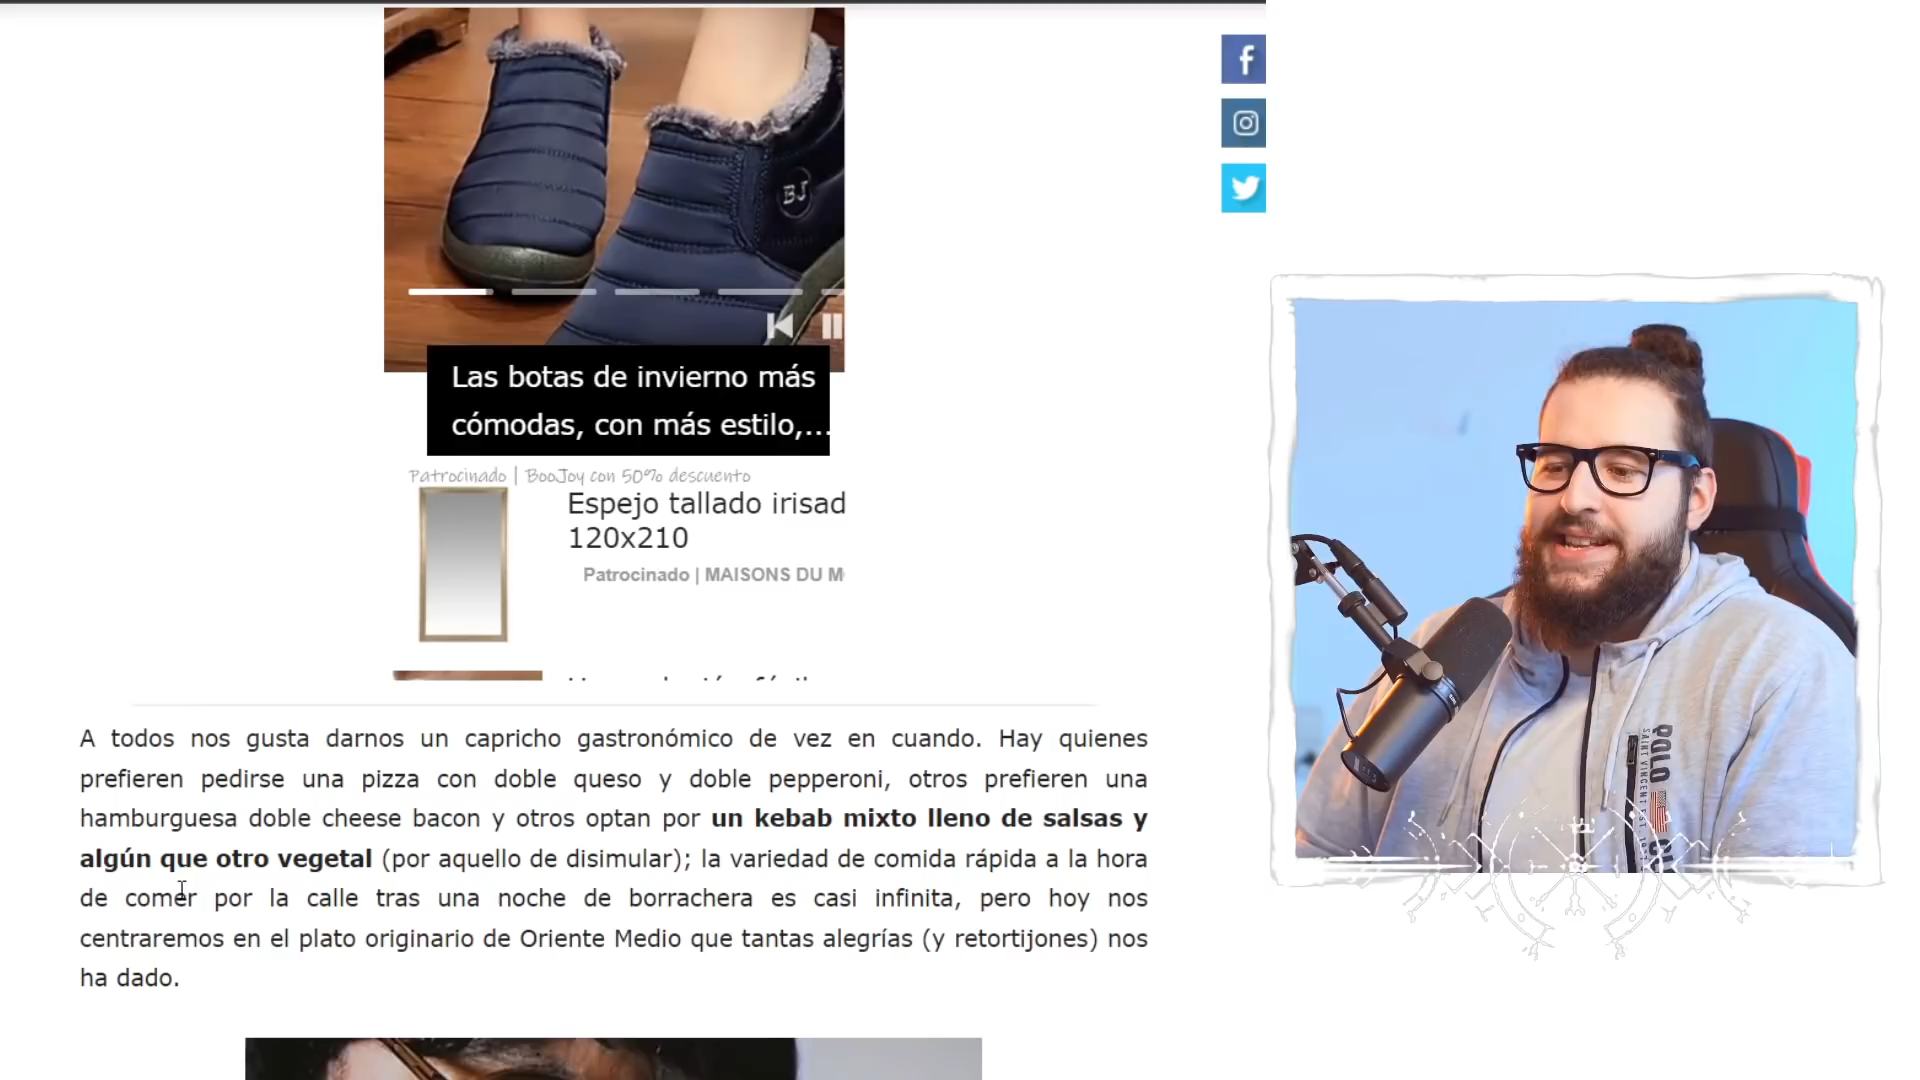 BJ
Las botas de invierno más
cómodas, con más estilo,...
Patrocinado | BooJoy con 50% descuento
Espejo tallado irisad
120x210
Patrocinado | MAISONS DU M
A todos nos gusta darnos un capricho gastronómico de vez en cuando. Hay quienes
prefieren pedirse una pizza con doble queso y doble pepperoni, otros prefieren una
hamburguesa doble cheese bacon y otros optan por un kebab mixto lleno de salsas y
algún que otro vegetal (por aquello de disimular); la variedad de comida rápida a la hora
de comer por la calle tras una noche de borrachera es casi infinita, pero hoy nos
centraremos en el plato originario de Oriente Medio que tantas alegrías (y retortijones) nos
ha dado.
POLO
SAINT VINCENT EST.